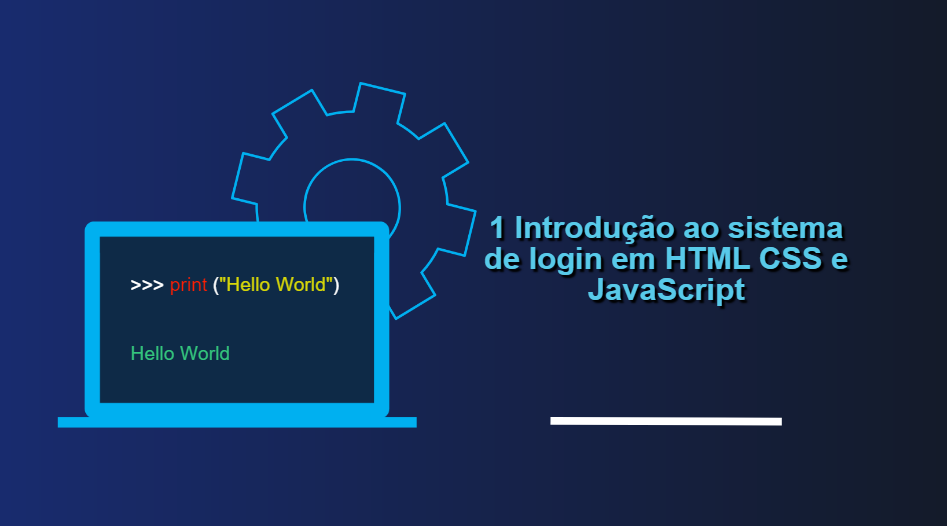 >>> print ("Hello World")
Hello World
1 Introdução ao sistema
de login em HTML CSS e
JavaScript